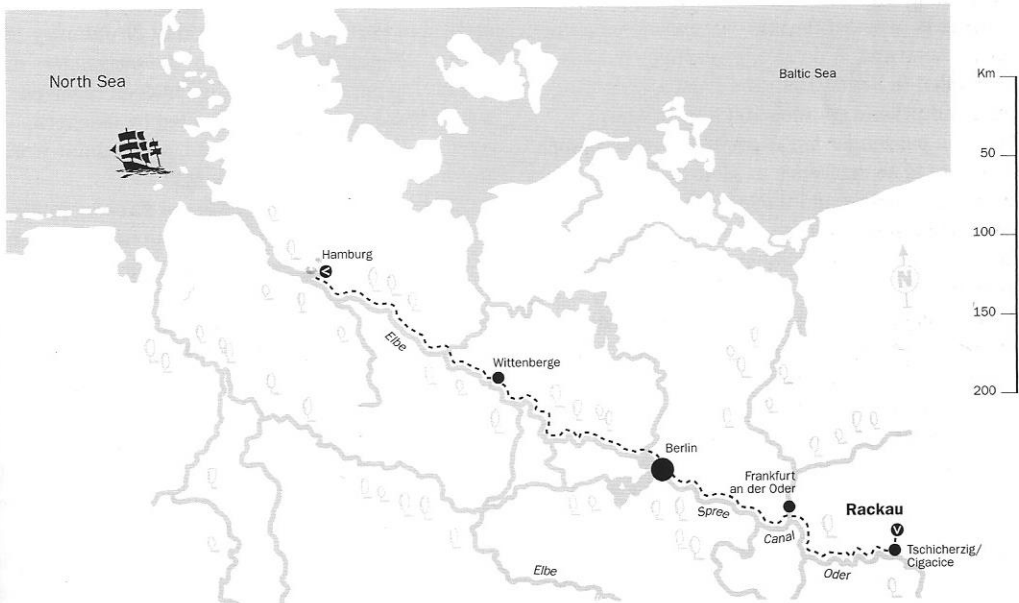 North Sea
Baltic Sea
Km
50
100
150
200
N
Hamburg
Elbe
Wittenberge
Berlin
Frankfurt
an der Oder
Spree
Canal
Rackau
Tschicherzig/
Cigacice
Oder
Elbe